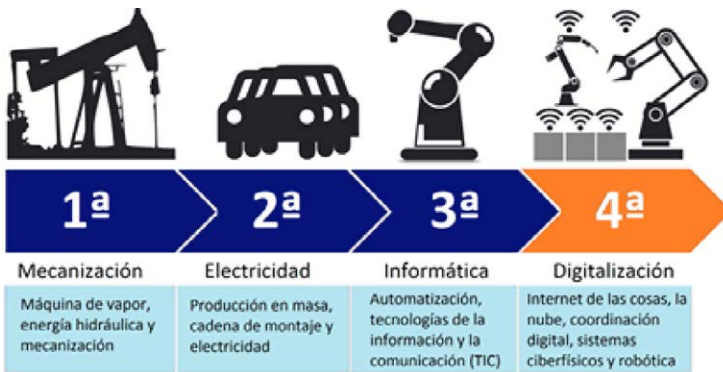 1ª
2ª
3ª
4ª
Mecanización
Electricidad
Informática
Digitalización
Máquina de vapor,
energía hidráulica y
mecanización
Producción en masa,
cadena de montaje y
electricidad
Automatización,
tecnologías de la
información y la
comunicación (TIC)
Internet de las cosas, la
nube, coordinación
digital, sistemas
ciberfísicos y robótica